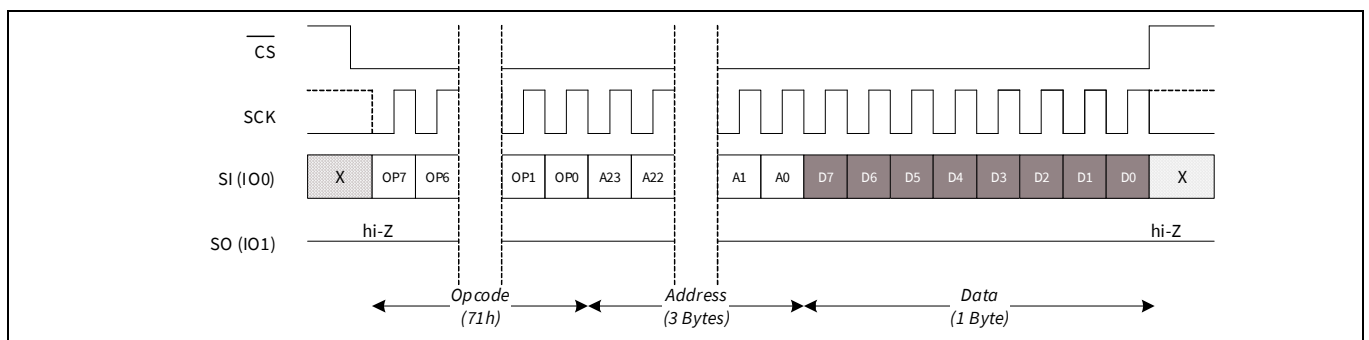 CS
SCK
SI (IO0) X OP7 OP6 OP1 OP0 A23 A22 A1 A0 D7 D6 D5 D4 D3 D2 D1 D0 X
hi-Z hi-Z
SO (IO1)
Opcode Address Data
(71h) (3 Bytes) (1 Byte)